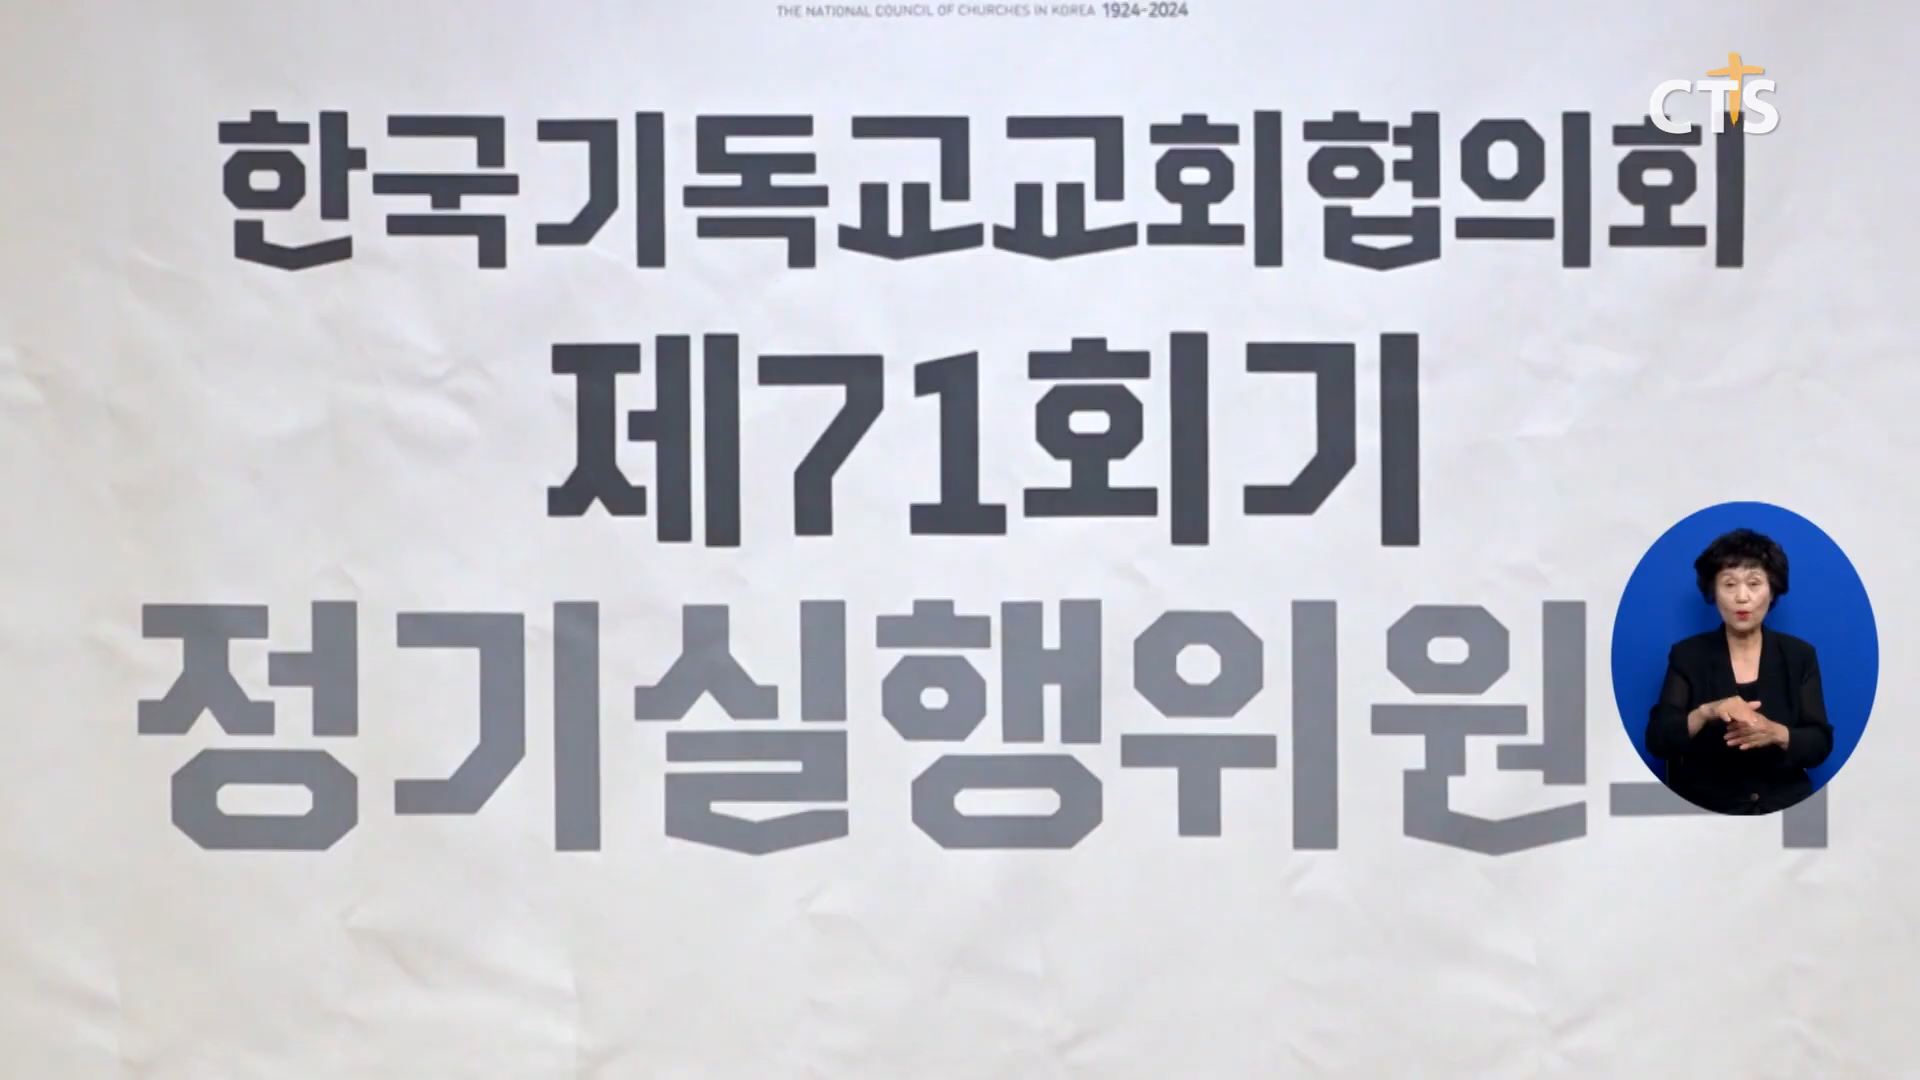 THE NATIONAL COUNCIL OF CHURCHES IN KOREA 1924-2024
CTS
한국기독교교회협의회
제71회기
정기실행위원